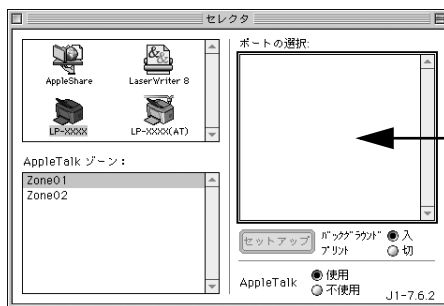 セレクタ
AppleShare
LaserWriter 8
LP-XXXX
LP-XXXX(AT)
AppleTalk ゾーン：
Zone01
Zone02
ポートの選択:
セットアップ
バックグラウンド
プリント
入
切
AppleTalk
使用
不使用
J1-7.6.2